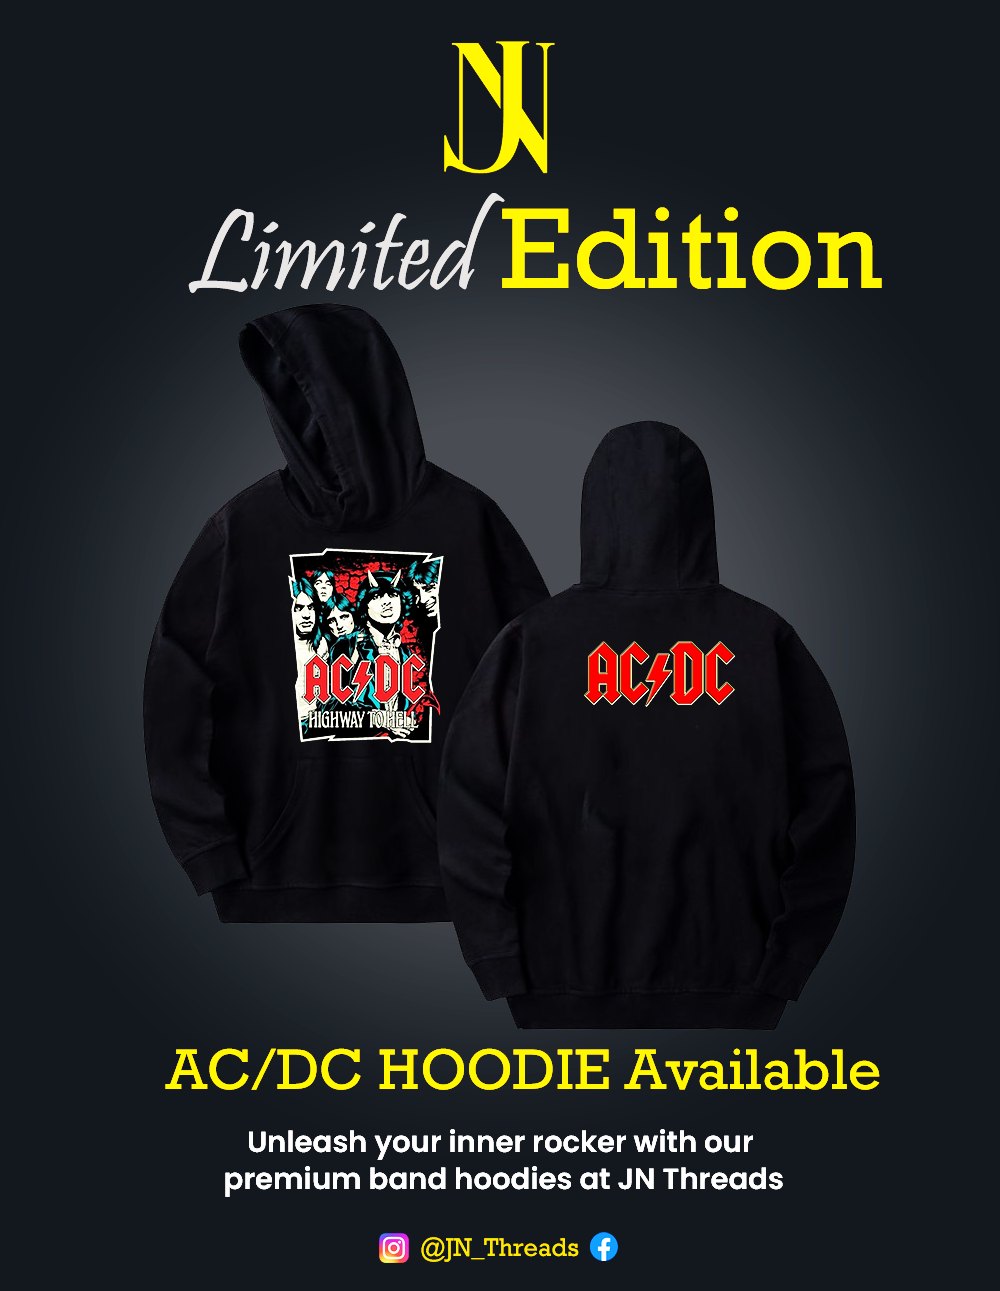 JN
Limited Edition
AC/DC
HIGHWAY TO HELL
AC/DC
AC/DC HOODIE Available
Unleash your inner rocker with our
premium band hoodies at JN Threads
@JN_Threads